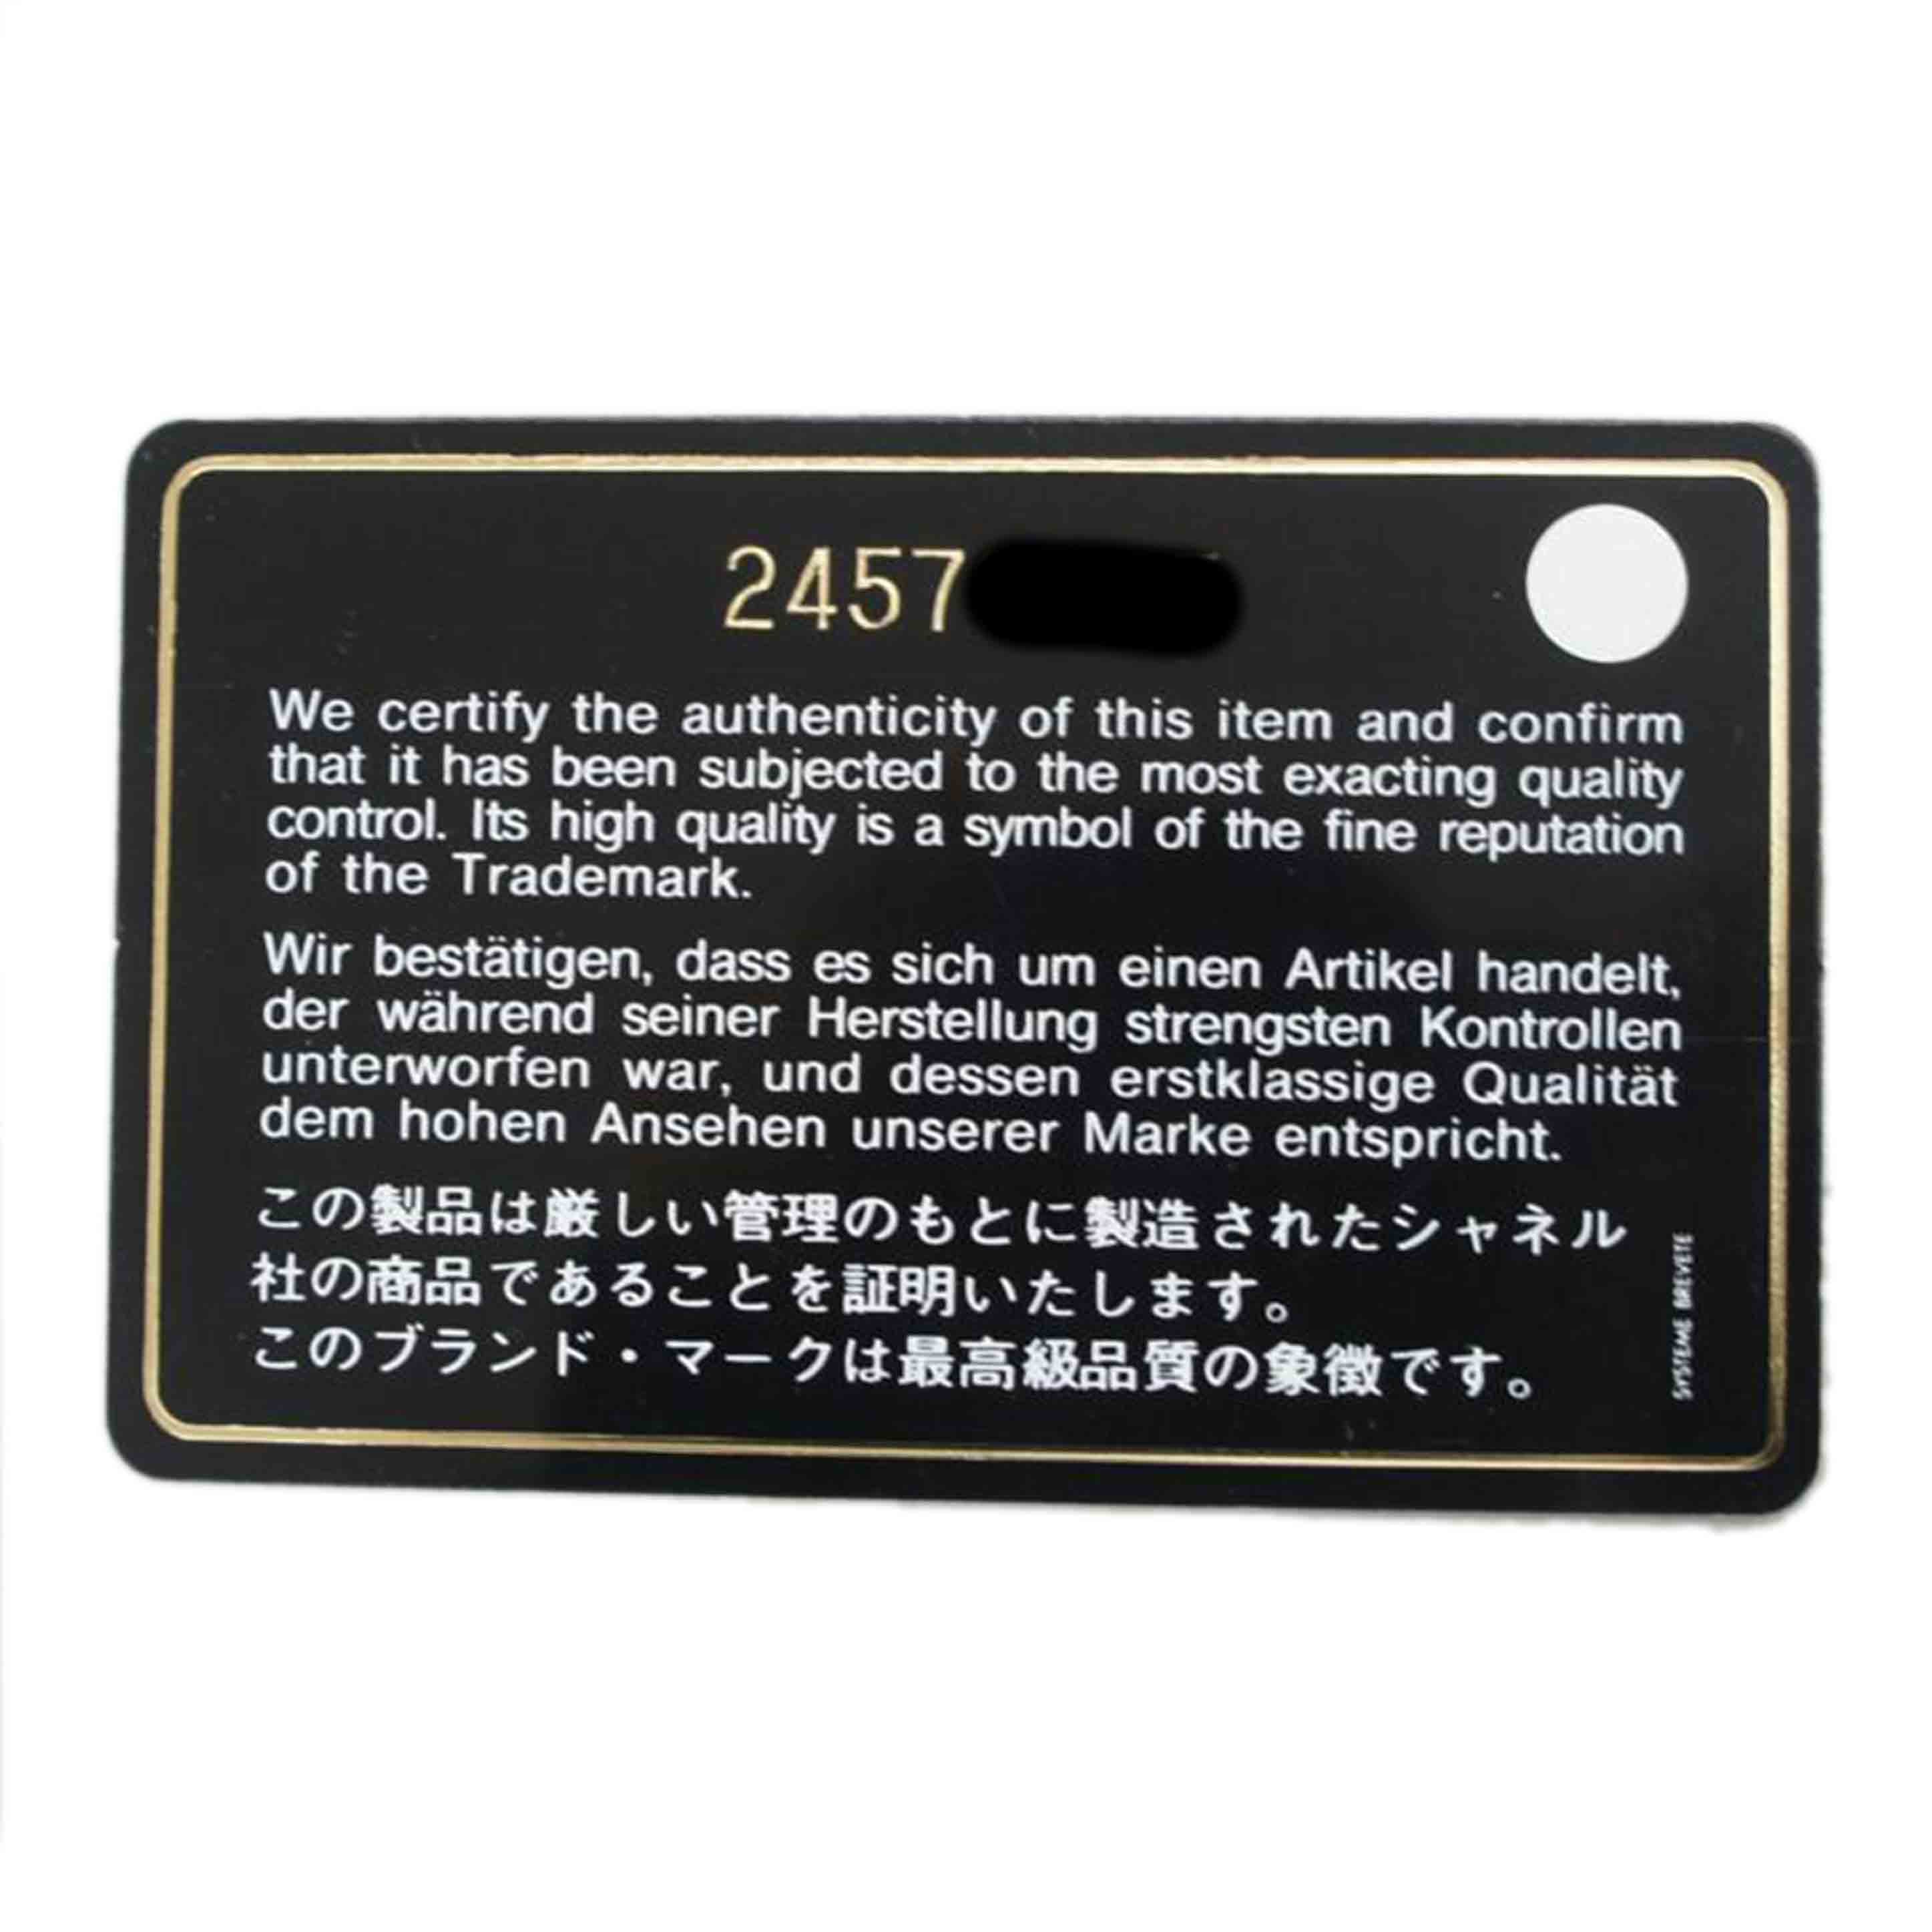 2457
We certify the authenticity of this item and confirm
that it has been subjected to the most exacting quality
control. Its high quality is a symbol of the fine reputation
of the Trademark.
Wir bestätigen, dass es sich um einen Artikel handelt,
der während seiner Herstellung strengsten Kontrollen
unterworfen war, und dessen erstklassige Qualität
dem hohen Ansehen unserer Marke entspricht.
この製品は厳しい管理のもとに製造されたシャネル
社の商品であることを証明いたします。
このブランド・マークは最高級品質の象徴です。
SYSTEME BREVETE